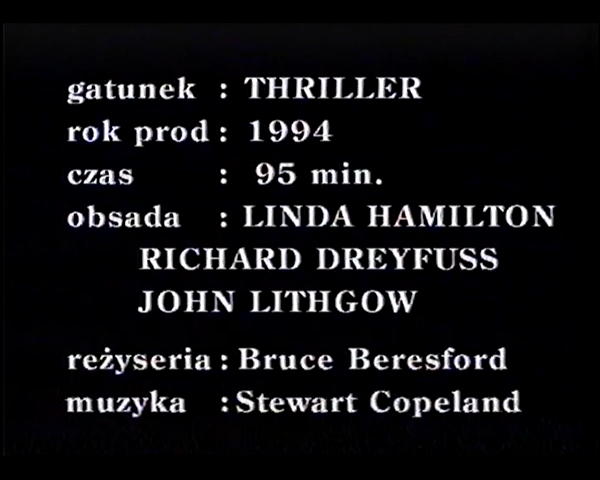 gatunek : THRILLER
rok prod : 1994
czas : 95 min.
obsada : LINDA HAMILTON
RICHARD DREYFUSS
JOHN LITHGOW
reżyseria : Bruce Beresford
muzyka : Stewart Copeland